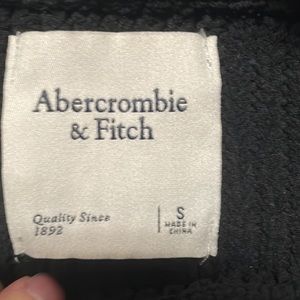 Abercrombie
& Fitch
Quality Since
1892
S
MADE IN
CHINA